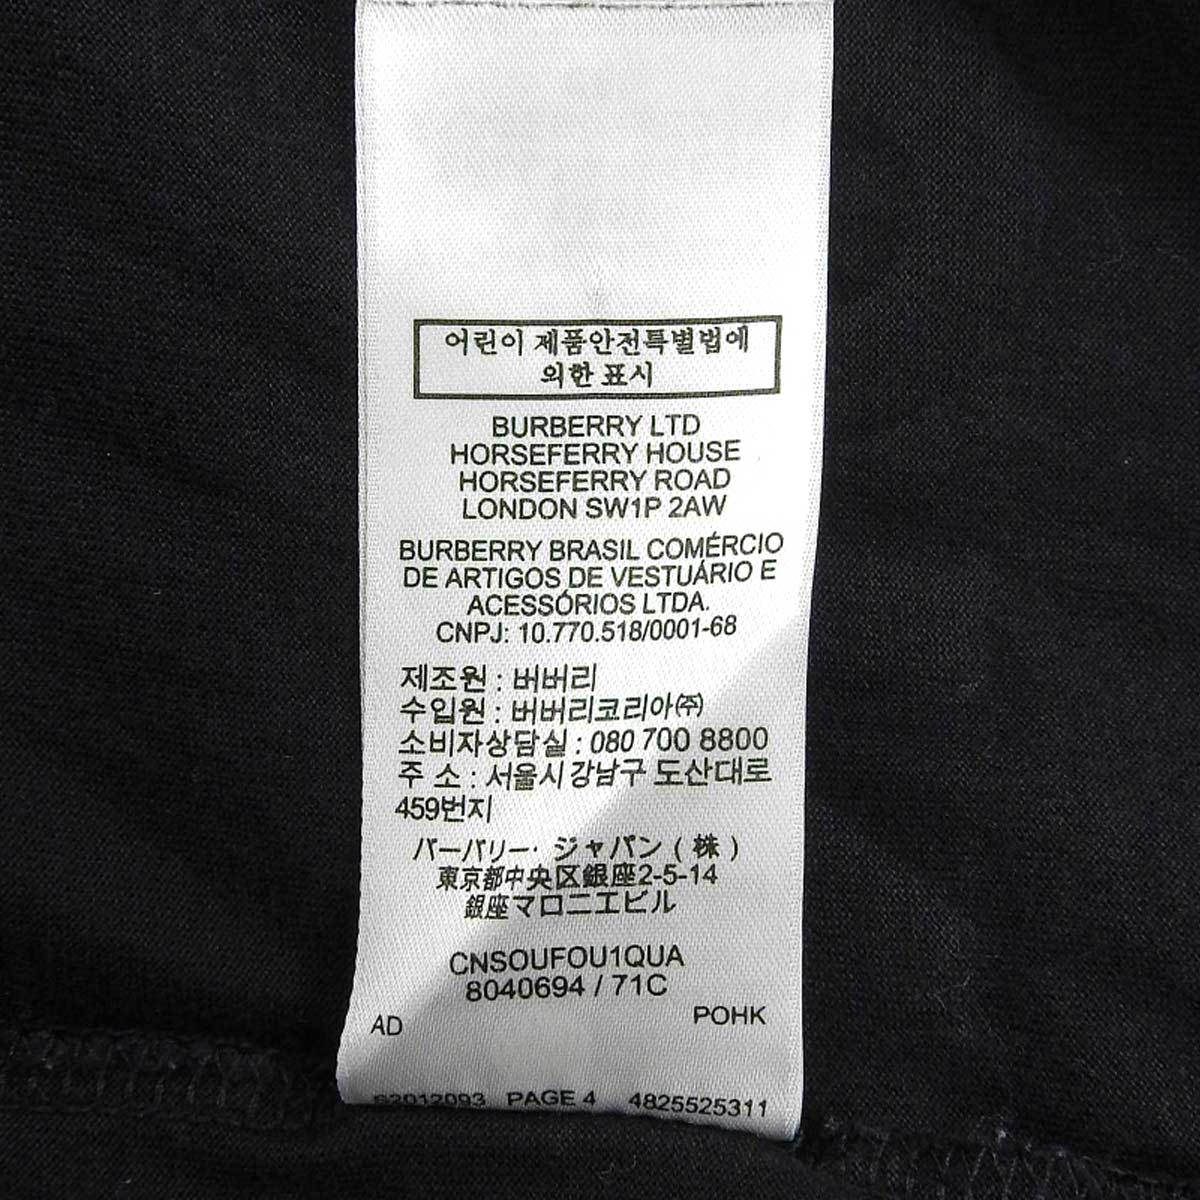 어린이 제품안전특별법에
의한 표시
BURBERRY LTD
HORSEFERRY HOUSE
HORSEFERRY ROAD
LONDON SW1P 2AW
BURBERRY BRASIL COMÉRCIO
DE ARTIGOS DE VESTUÁRIO E
ACESSÓRIOS LTDA.
CNPJ: 10.770.518/0001-68
제조원 : 버버리
수입원 : 버버리코리아㈜
소비자상담실 : 080 700 8800
주 소 : 서울시 강남구 도산대로
459번지
バーバリー・ジャパン ( 株 )
東京都中央区銀座2-5-14
銀座マロニエビル
CNSOUFOU1QUA
8040694 / 71C
AD POHK
S2012093 PAGE 4 4825525311